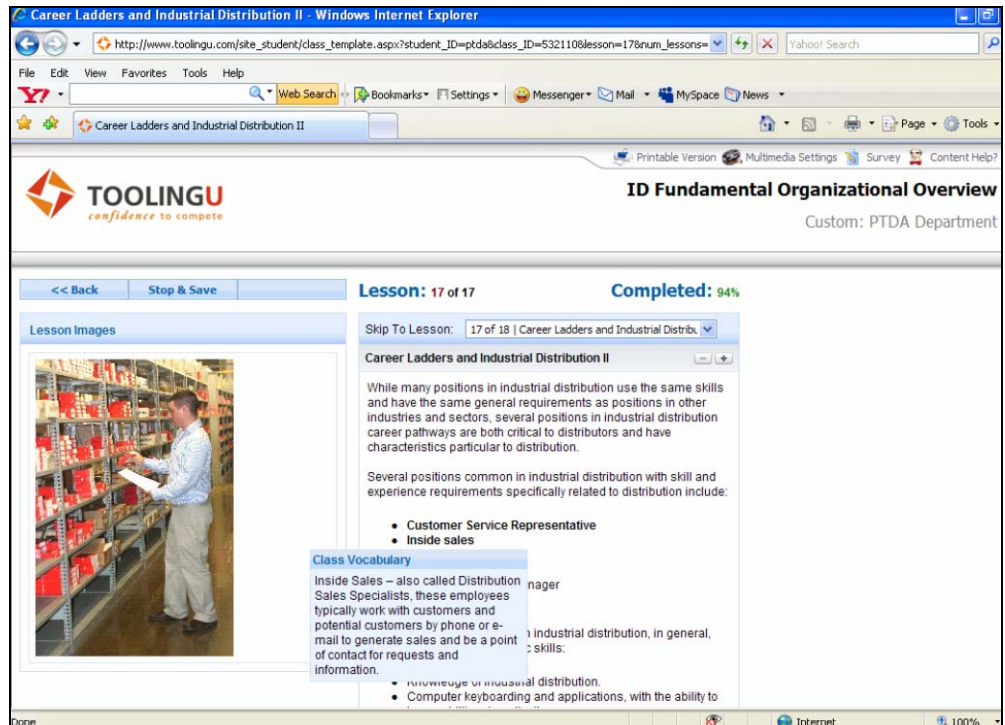 Career Ladders and Industrial Distribution II - Windows Internet Explorer
http://www.toolingu.com/site_student/class_template.aspx?student_ID=ptda&class_ID=532110&lesson=17&num_lessons=
Yahoo! Search
File Edit View Favorites Tools Help
Y! Web Search Bookmarks Settings Messenger Mail MySpace News
Career Ladders and Industrial Distribution II
Page Tools
Printable Version Multimedia Settings Survey Content Help?
TOOLINGU
confidence to compete
ID Fundamental Organizational Overview
Custom: PTDA Department
<< Back Stop & Save
Lesson: 17 of 17 Completed: 94%
Lesson Images
Skip To Lesson: 17 of 18 | Career Ladders and Industrial Distribu
Career Ladders and Industrial Distribution II
While many positions in industrial distribution use the same skills
and have the same general requirements as positions in other
industries and sectors, several positions in industrial distribution
career pathways are both critical to distributors and have
characteristics particular to distribution.
Several positions common in industrial distribution with skill and
experience requirements specifically related to distribution include:
• Customer Service Representative
• Inside sales
Class Vocabulary
Inside Sales – also called Distribution
Sales Specialists, these employees
typically work with customers and
potential customers by phone or e-
mail to generate sales and be a point
of contact for requests and
information.
nager
industrial distribution, in general,
skills:
• Knowledge of industrial distribution.
• Computer keyboarding and applications, with the ability to
Done Internet 100%